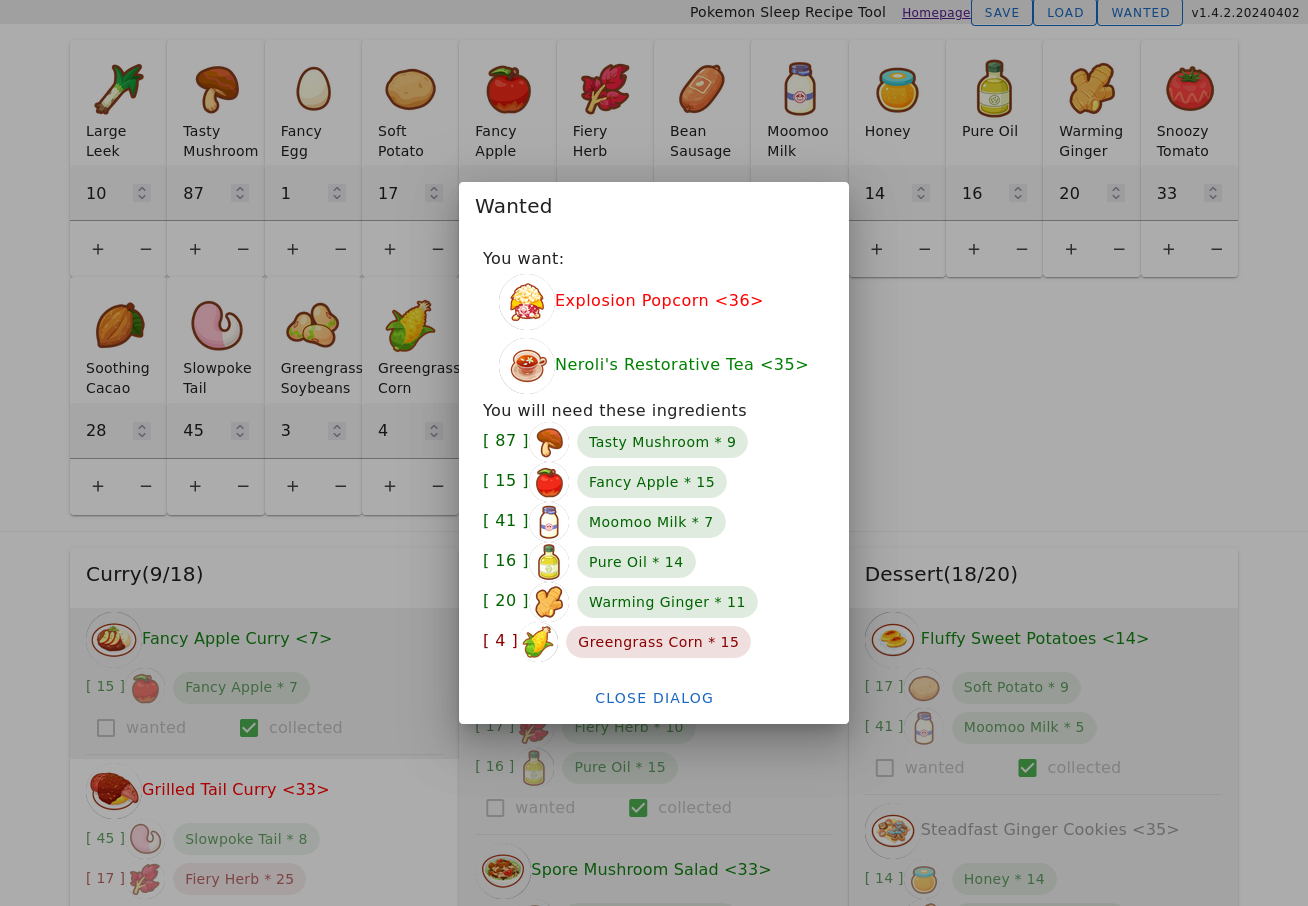 Pokemon Sleep Recipe Tool Homepage SAVE LOAD WANTED v1.4.2.20240402
Large Leek
Tasty Mushroom
Fancy Egg
Soft Potato
Fancy Apple
Fiery Herb
Bean Sausage
Moomoo Milk
Honey
Pure Oil
Warming Ginger
Snoozy Tomato
10 87 1 17 14 16 20 33
+ − + − + − + − + − + − + − + −
Soothing Cacao
Slowpoke Tail
Greengrass Soybeans
Greengrass Corn
28 45 3 4
+ − + − + − + −
Wanted
You want:
Explosion Popcorn <36>
Neroli's Restorative Tea <35>
You will need these ingredients
[ 87 ] Tasty Mushroom * 9
[ 15 ] Fancy Apple * 15
[ 41 ] Moomoo Milk * 7
[ 16 ] Pure Oil * 14
[ 20 ] Warming Ginger * 11
[ 4 ] Greengrass Corn * 15
CLOSE DIALOG
Curry(9/18)
Fancy Apple Curry <7>
[ 15 ] Fancy Apple * 7
wanted collected
Grilled Tail Curry <33>
[ 45 ] Slowpoke Tail * 8
[ 17 ] Fiery Herb * 25
[ 17 ] Fiery Herb * 10
[ 16 ] Pure Oil * 15
wanted collected
Spore Mushroom Salad <33>
Dessert(18/20)
Fluffy Sweet Potatoes <14>
[ 17 ] Soft Potato * 9
[ 41 ] Moomoo Milk * 5
wanted collected
Steadfast Ginger Cookies <35>
[ 14 ] Honey * 14